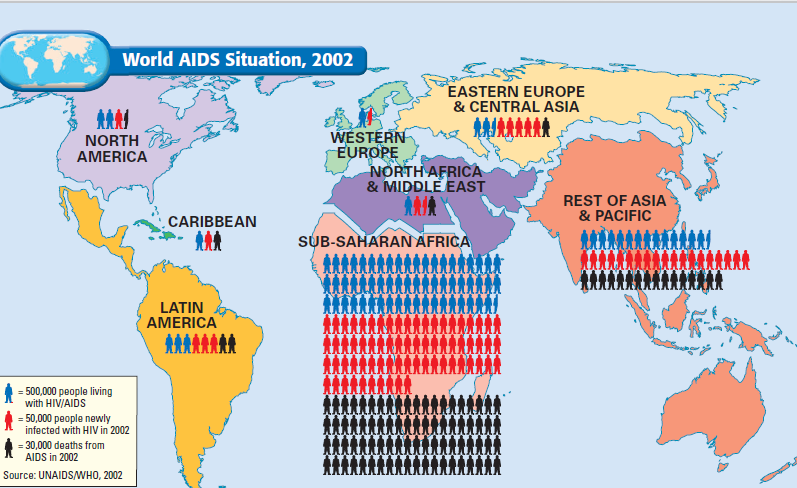 World AIDS Situation, 2002
EASTERN EUROPE
& CENTRAL ASIA
NORTH
AMERICA
WESTERN
EUROPE
NORTH AFRICA
& MIDDLE EAST
REST OF ASIA
& PACIFIC
CARIBBEAN
SUB-SAHARAN AFRICA
LATIN
AMERICA
= 500,000 people living
with HIV/AIDS
= 50,000 people newly
infected with HIV in 2002
= 30,000 deaths from
AIDS in 2002
Source: UNAIDS/WHO, 2002